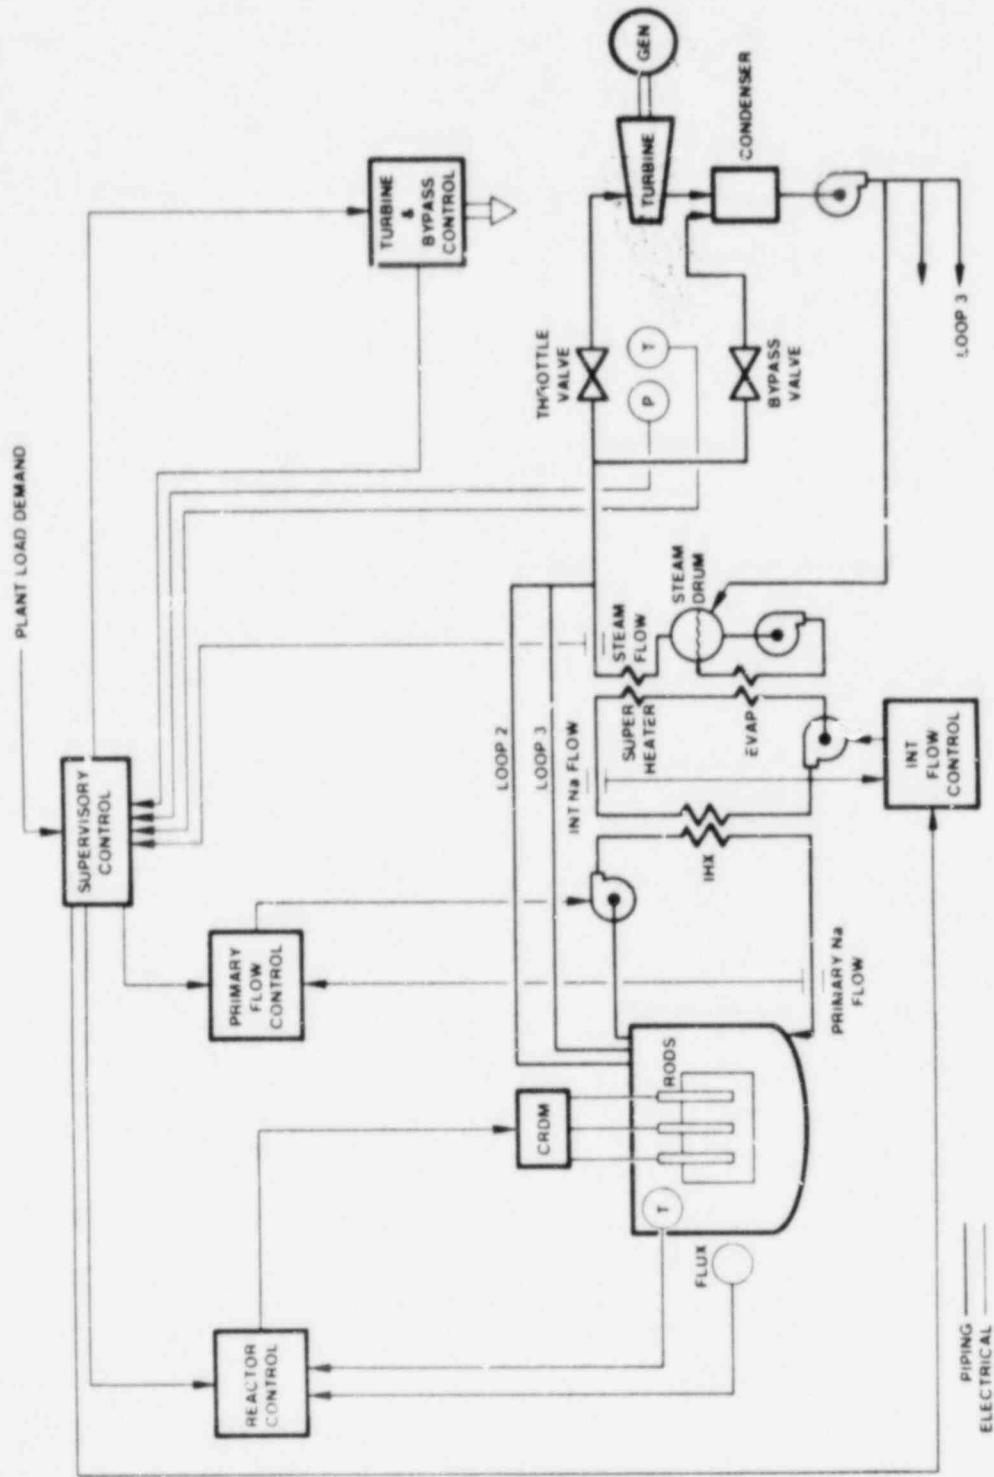 PLANT LOAD DEMAND
SUPERVISORY
CONTROL
TURBINE
&
BYPASS
CONTROL
PRIMARY
FLOW
CONTROL
REACTOR
CONTROL
CRDM
RODS
T
FLUX
LOOP 2
LOOP 3
INT Na FLOW
STEAM
FLOW
SUPER
HEATER
STEAM
DRUM
EVAP
IHX
PRIMARY Na
FLOW
INT
FLOW
CONTROL
THROTTLE
VALVE
P
T
BYPASS
VALVE
GEN
TURBINE
CONDENSER
LOOP 3
PIPING
ELECTRICAL